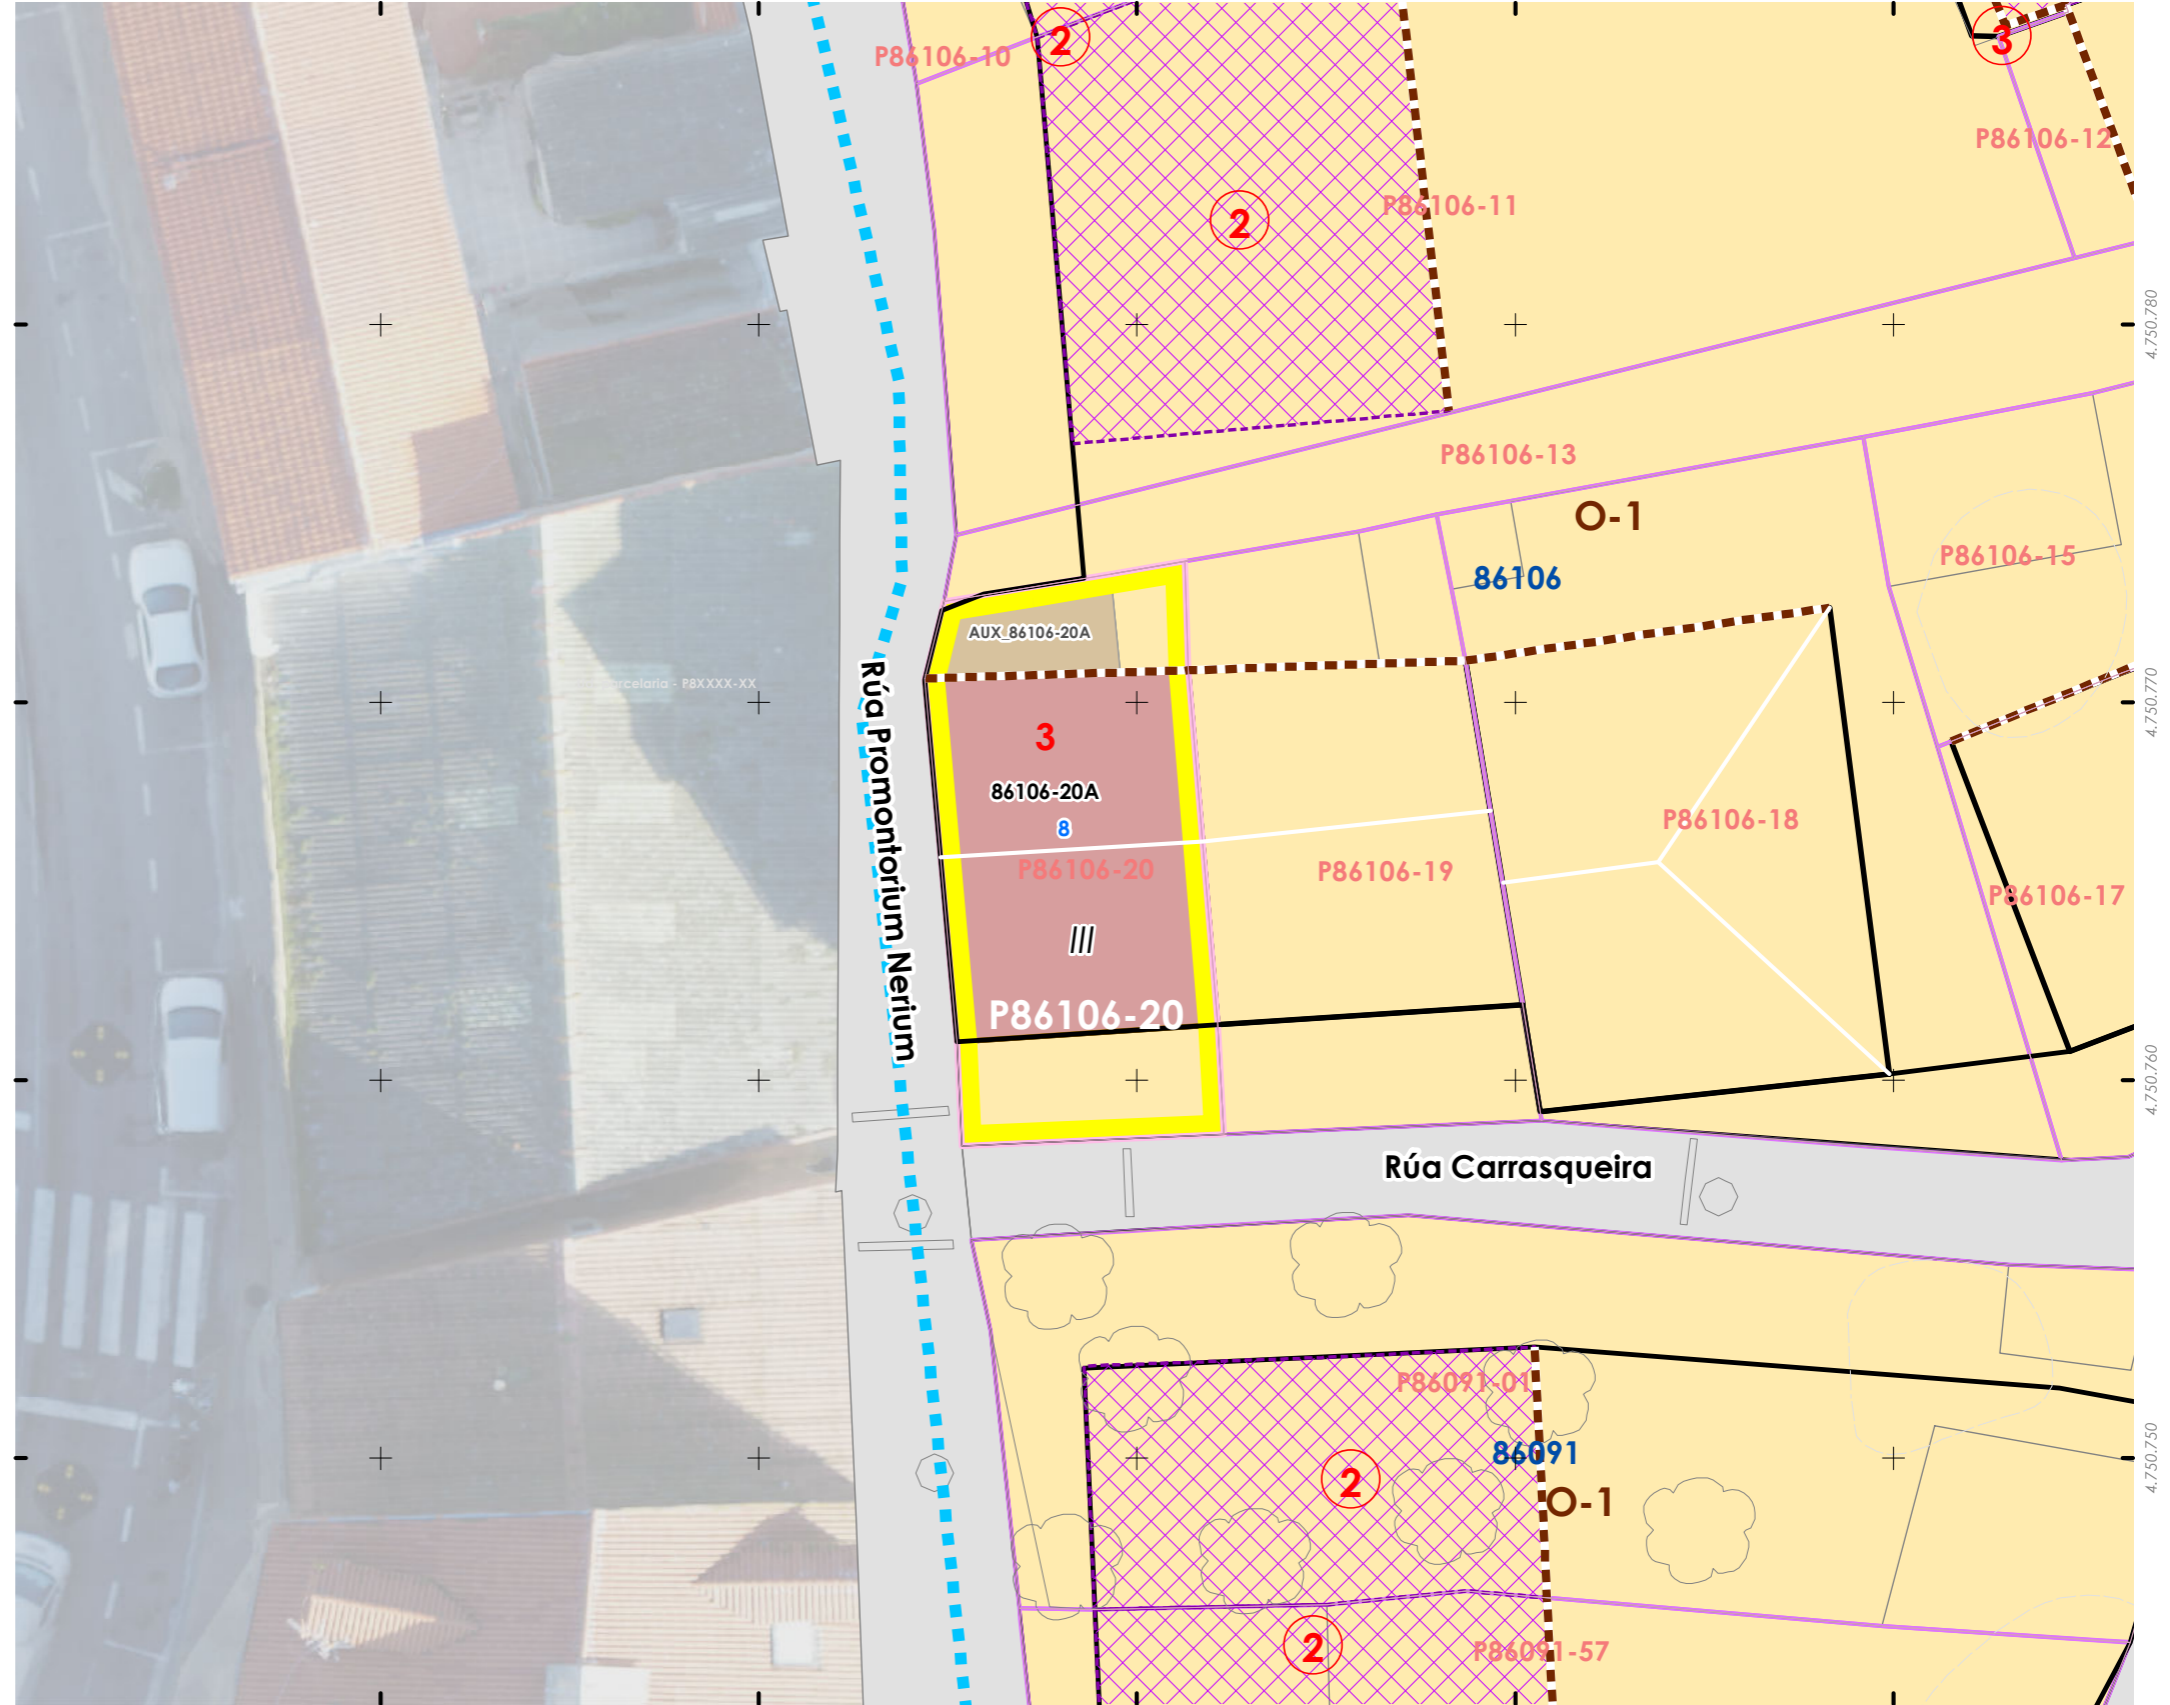 P86106-10
2
3
P86106-12
P86106-11
2
4.750.780
P86106-13
O-1
86106
P86106-15
AUX_86106-20A
4.750.770
3
86106-20A
8
P86106-20
P86106-19
P86106-18
P86106-17
III
P86106-20
Rúa Promontorium Nerium
4.750.760
Rúa Carrasqueira
P86091-01
86091
2
O-1
4.750.750
2
P86091-57